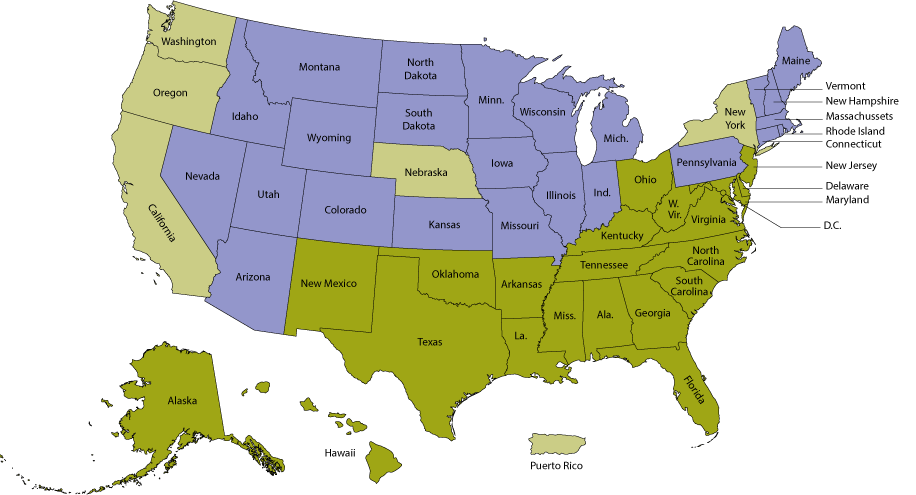 Washington
Maine
Montana
North
Dakota
Minn.
Oregon
Vermont
New Hampshire
Idaho
South
Dakota
Wisconsin
New
York
Massachussets
Rhode Island
Connecticut
Wyoming
Mich.
Iowa
Pennsylvania
New Jersey
Nebraska
Nevada
Ohio
Delaware
Maryland
Utah
Illinois
Ind.
Colorado
W.
Vir.
Virginia
D.C.
California
Kansas
Missouri
Kentucky
North
Carolina
Tennessee
Arizona
New Mexico
Oklahoma
Arkansas
South
Carolina
Miss.
Ala.
Georgia
La.
Texas
Florida
Alaska
Hawaii
Puerto Rico